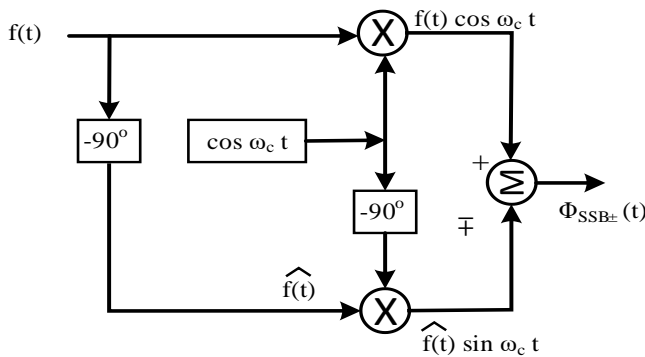 f(t)
X
f(t) cos ω_c t
-90°
cos ω_c t
+
Σ
-90°
∓
Φ_SSB± (t)
f̂(t)
X
f̂(t) sin ω_c t